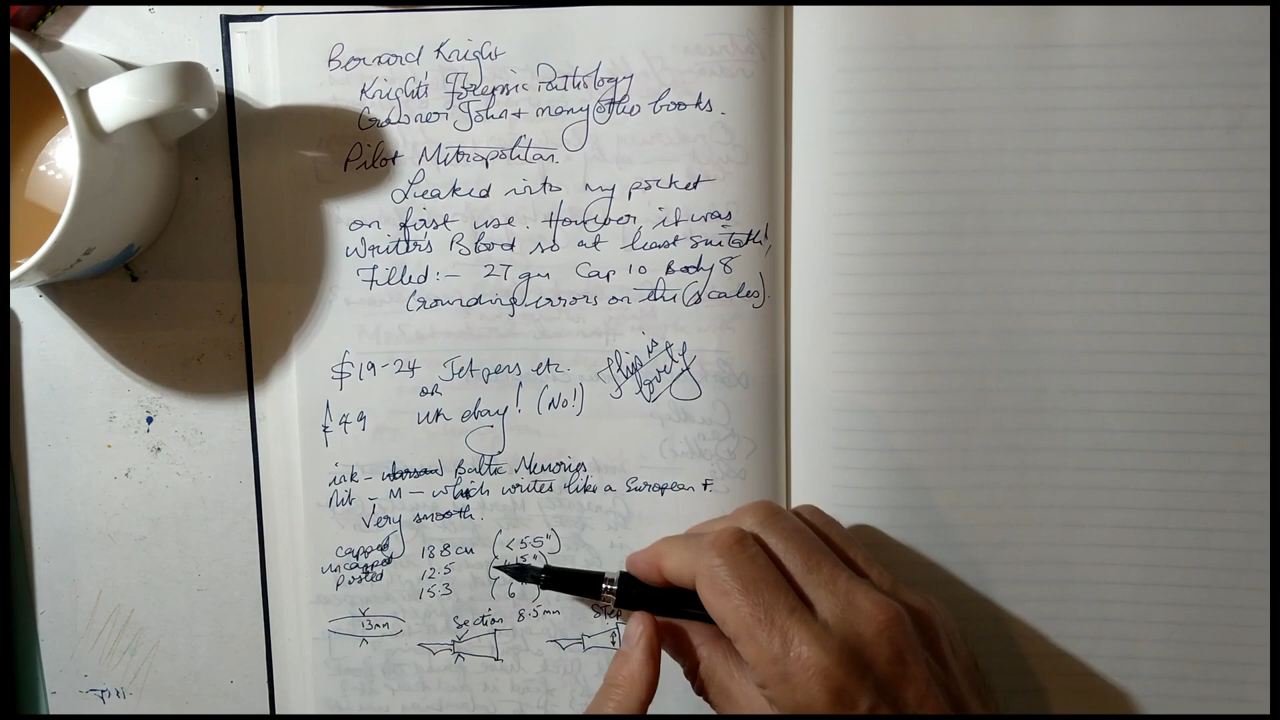 Bernard Knight
Knight's Forensic Pathology
Crowner John + many other books.
Pilot Metropolitan.
Leaked into my pocket
on first use. However, it was
Writer's Blood so at least suitable!
Filled:- 27 gm Cap 10 Body 8
(rounding errors on the scales).
$19-24 Jetpens etc.
This is lovely
OR
£49 UK ebay! (No!)
ink - Baltic Memories
Nib - M - which writes like a European F.
Very smooth.
capped 13.8 cm (<5.5")
uncapped 12.5
posted 15.3 (6")
13mm
Section 8.5mm
Step